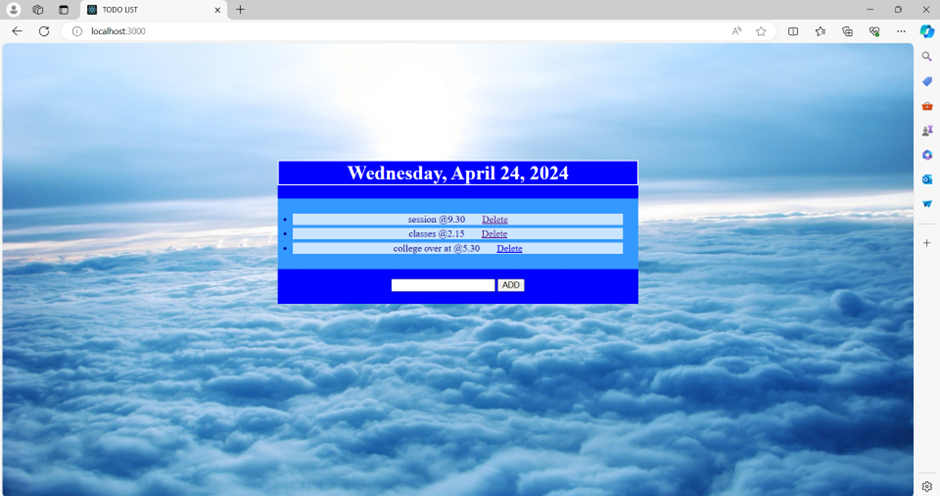 TODO LIST
localhost:3000
Wednesday, April 24, 2024
session @9.30 Delete
classes @2.15 Delete
college over at @5.30 Delete
ADD